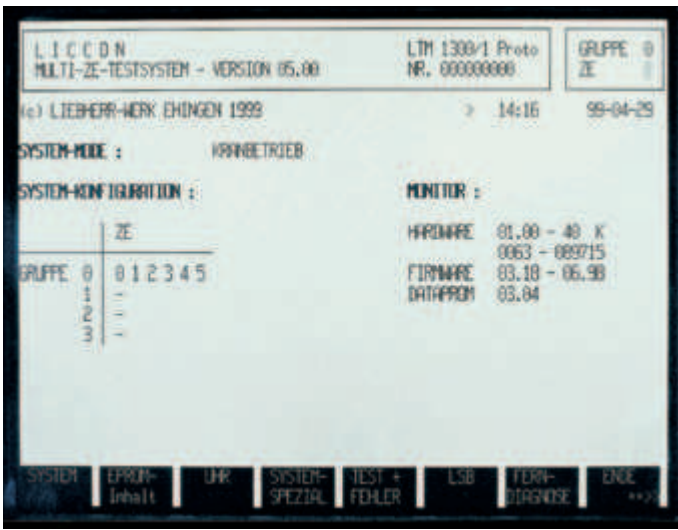 LICCON
MULTI-ZE-TESTSYSTEM - VERSION 05.00
LTM 1300/1 Proto
NR. 000000000
GRUPPE 0
ZE
(c) LIEBHERR-WERK EHINGEN 1999
> 14:16 99-04-29
SYSTEM-MODE : KRANBETRIEB
SYSTEM-KONFIGURATION :
ZE
GRUPPE 0 0 1 2 3 4 5
1 -
2 -
3 -
MONITOR :
HARDWARE 01.00 - 40 K
0063 - 089715
FIRMWARE 03.18 - 06.98
DATAPROM 03.04
SYSTEM
EPROM-
Inhalt
UHR
SYSTEM-
SPEZIAL
TEST +
FEHLER
LSB
FERN-
DIAGNOSE
ENDE